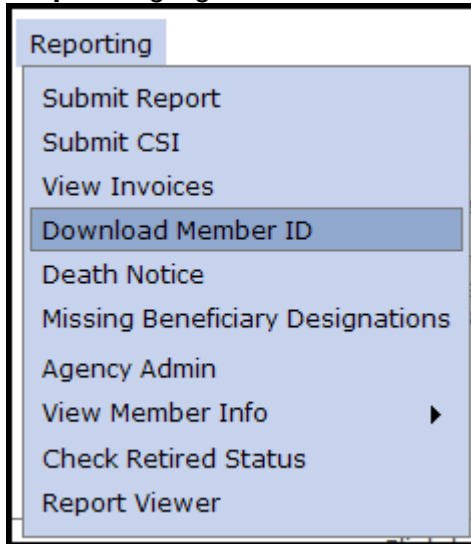 Reporting
Submit Report
Submit CSI
View Invoices
Download Member ID
Death Notice
Missing Beneficiary Designations
Agency Admin
View Member Info
Check Retired Status
Report Viewer